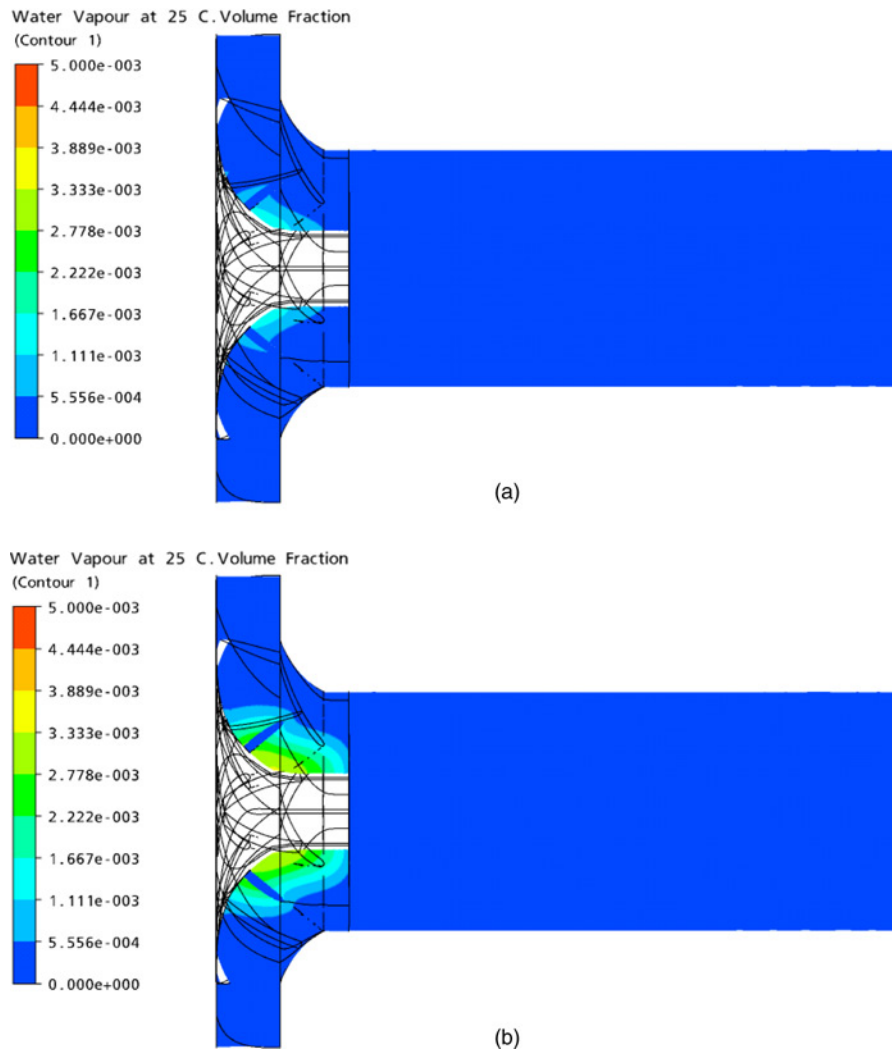 Water Vapour at 25 C.Volume Fraction
(Contour 1)
5.000e-003
4.444e-003
3.889e-003
3.333e-003
2.778e-003
2.222e-003
1.667e-003
1.111e-003
5.556e-004
0.000e+000
(a)
Water Vapour at 25 C.Volume Fraction
(Contour 1)
5.000e-003
4.444e-003
3.889e-003
3.333e-003
2.778e-003
2.222e-003
1.667e-003
1.111e-003
5.556e-004
0.000e+000
(b)